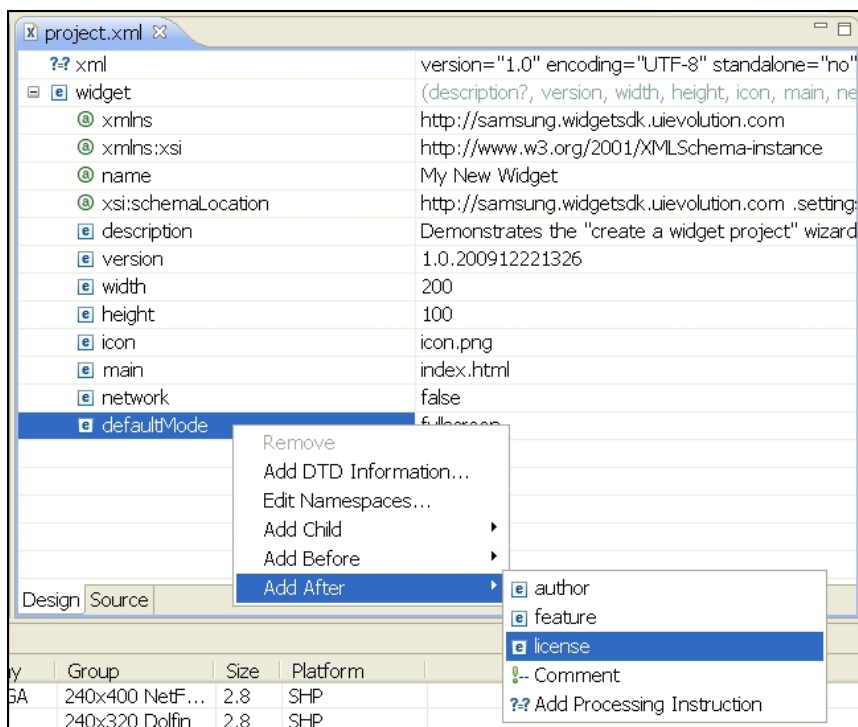 project.xml
?=? xml version="1.0" encoding="UTF-8" standalone="no"
e widget (description?, version, width, height, icon, main, ne
a xmlns http://samsung.widgetsdk.uievolution.com
a xmlns:xsi http://www.w3.org/2001/XMLSchema-instance
a name My New Widget
a xsi:schemaLocation http://samsung.widgetsdk.uievolution.com .setting
e description Demonstrates the "create a widget project" wizard
e version 1.0.200912221326
e width 200
e height 100
e icon icon.png
e main index.html
e network false
e defaultMode fullscreen
Remove
Add DTD Information...
Edit Namespaces...
Add Child
Add Before
Add After
e author
e feature
e license
!-- Comment
?=? Add Processing Instruction
Design Source
Group Size Platform
GA 240x400 NetF... 2.8 SHP
240x320 Dolfin 2.8 SHP